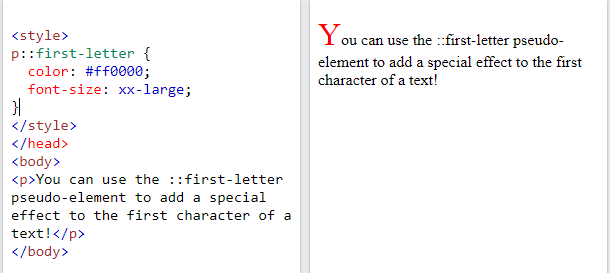 <style>
p::first-letter {
  color: #ff0000;
  font-size: xx-large;
}
</style>
</head>
<body>
<p>You can use the ::first-letter
pseudo-element to add a special
effect to the first character of a
text!</p>
</body>
You can use the ::first-letter pseudo-
element to add a special effect to the first
character of a text!